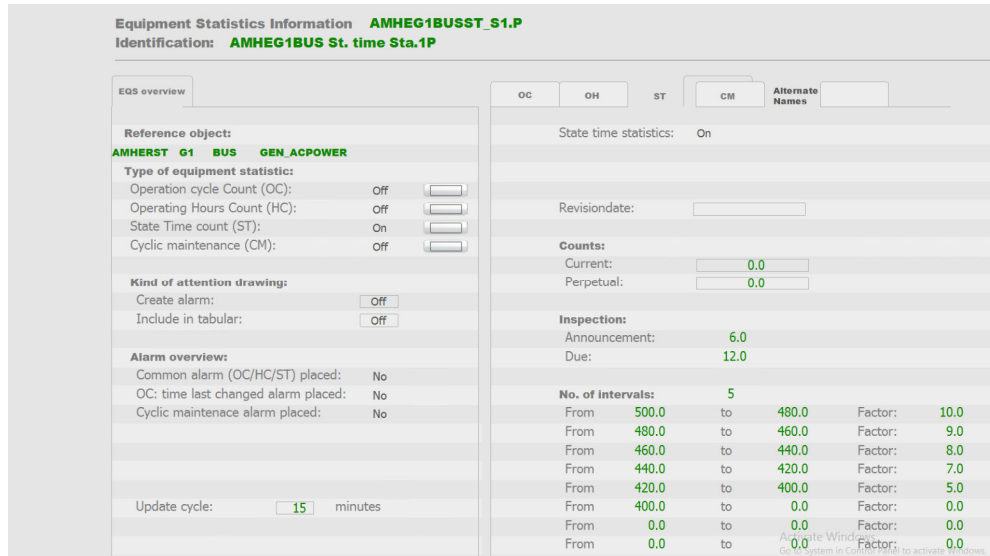 Equipment Statistics Information AMHEG1BUSST_S1.P
Identification: AMHEG1BUS St. time Sta.1P
EQS overview
Reference object:
AMHERST G1 BUS GEN_ACPOWER
Type of equipment statistic:
Operation cycle Count (OC): Off
Operating Hours Count (HC): Off
State Time count (ST): On
Cyclic maintenance (CM): Off
Kind of attention drawing:
Create alarm: Off
Include in tabular: Off
Alarm overview:
Common alarm (OC/HC/ST) placed: No
OC: time last changed alarm placed: No
Cyclic maintenace alarm placed: No
Update cycle: 15 minutes
OC OH ST CM Alternate
Names
State time statistics: On
Revisiondate:
Counts:
Current: 0.0
Perpetual: 0.0
Inspection:
Announcement: 6.0
Due: 12.0
No. of intervals: 5
From 500.0 to 480.0 Factor: 10.0
From 480.0 to 460.0 Factor: 9.0
From 460.0 to 440.0 Factor: 8.0
From 440.0 to 420.0 Factor: 7.0
From 420.0 to 400.0 Factor: 5.0
From 400.0 to 0.0 Factor: 0.0
From 0.0 to 0.0 Factor: 0.0
From 0.0 to 0.0 Factor: 0.0
Activate Windows
Go to System in Control Panel to activate Windows.